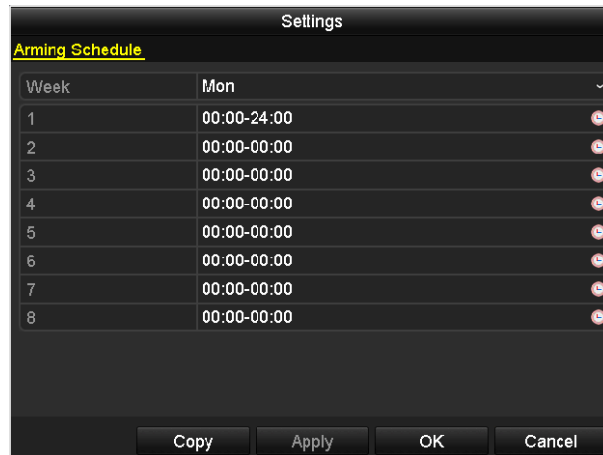 Settings
Arming Schedule
Week Mon
1 00:00-24:00
2 00:00-00:00
3 00:00-00:00
4 00:00-00:00
5 00:00-00:00
6 00:00-00:00
7 00:00-00:00
8 00:00-00:00
Copy Apply OK Cancel